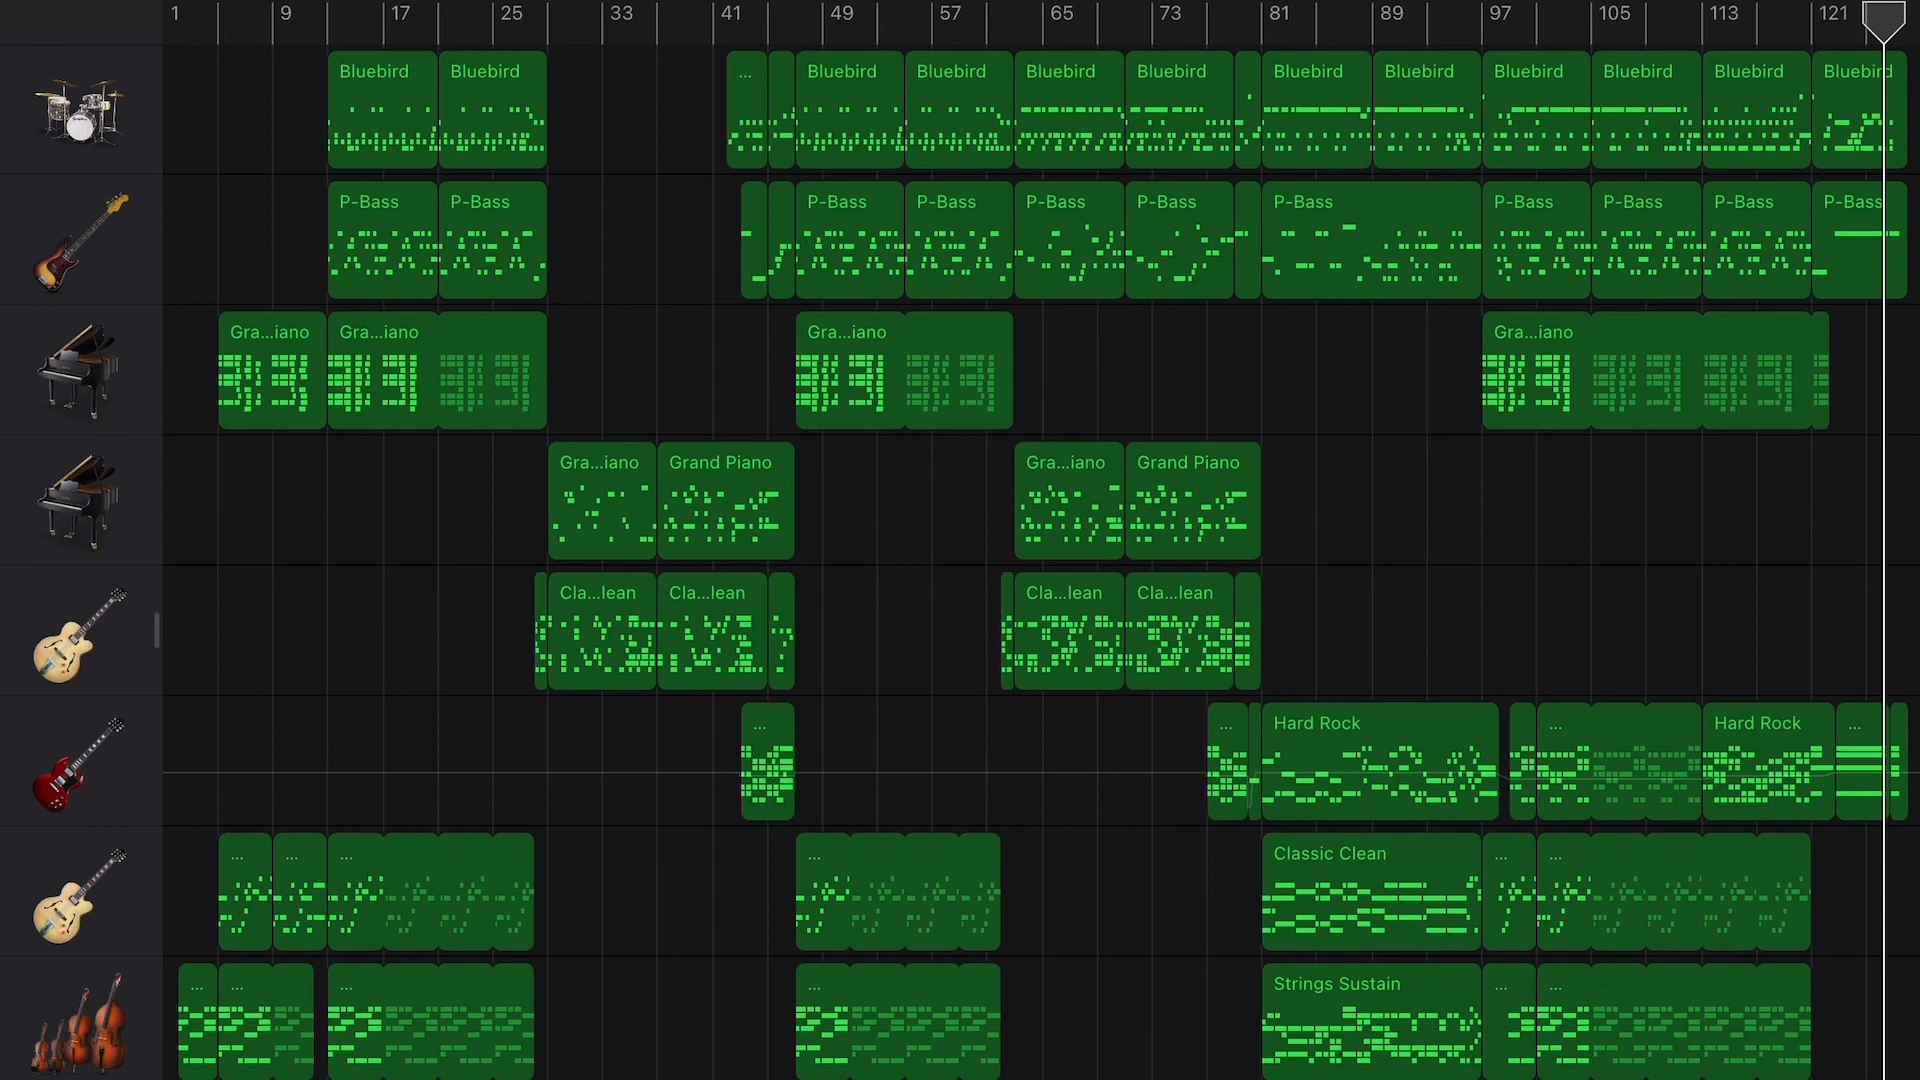 1 9 17 25 33 41 49 57 65 73 81 89 97 105 113 121
Bluebird Bluebird ... Bluebird Bluebird Bluebird Bluebird Bluebird Bluebird Bluebird Bluebird Bluebird Bluebird
P-Bass P-Bass P-Bass P-Bass P-Bass P-Bass P-Bass P-Bass P-Bass P-Bass P-Bass
Gra...iano Gra...iano Gra...iano Gra...iano
Gra...iano Grand Piano Gra...iano Grand Piano
Cla...lean Cla...lean Cla...lean Cla...lean
... ... Hard Rock ... Hard Rock ...
... ... ... ... Classic Clean ... ...
... ... ... ... Strings Sustain ... ...